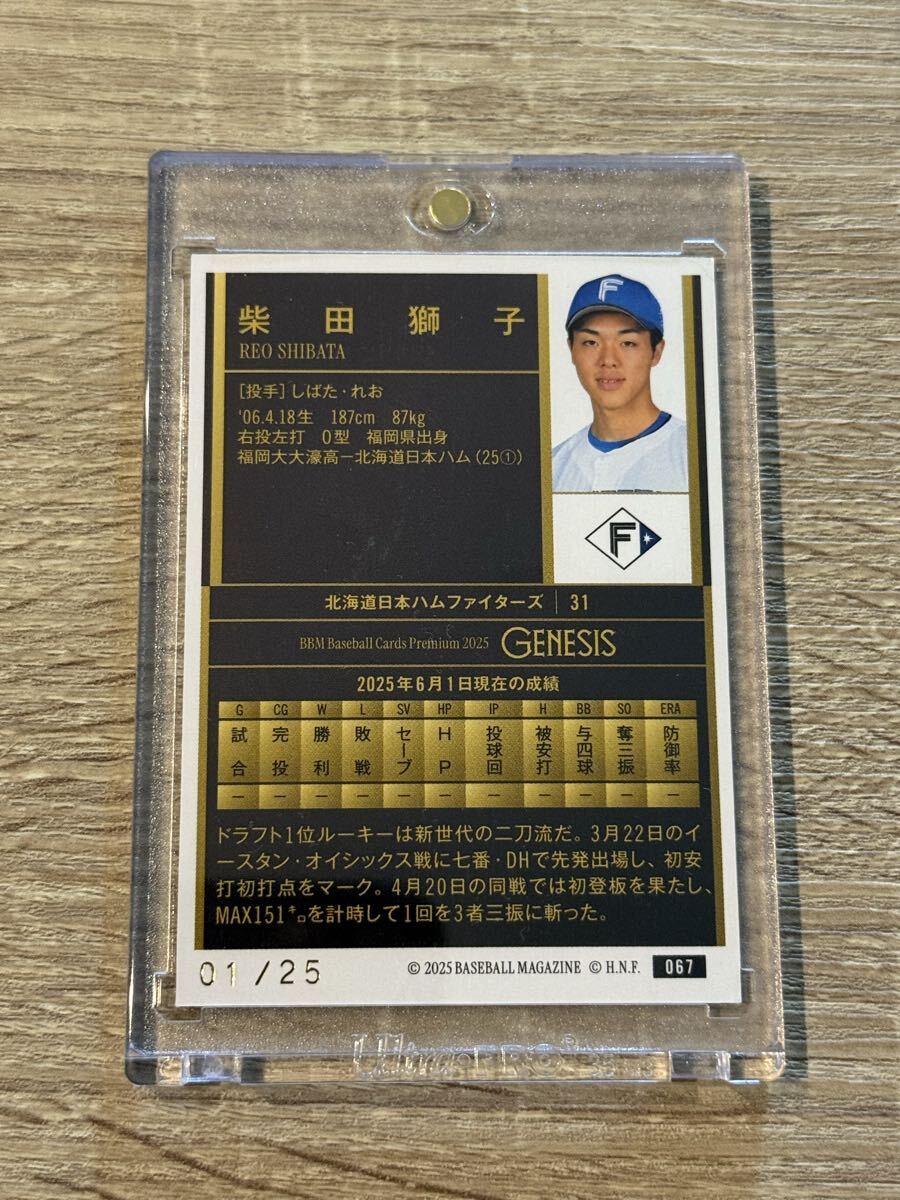 柴田獅子
REO SHIBATA
[投手]しばた・れお
'06.4.18生 187cm 87kg
右投左打 O型 福岡県出身
福岡大大濠高－北海道日本ハム(25①)
F
F
北海道日本ハムファイターズ | 31
BBM Baseball Cards Premium 2025 GENESIS
2025年6月1日現在の成績
G CG W L SV HP IP H BB SO ERA
試合 完投 勝利 敗戦 セーブ HP 投球回 被安打 与四球 奪三振 防御率
－ － － － － － － － － － －
ドラフト1位ルーキーは新世代の二刀流だ。3月22日のイ
ースタン・オイシックス戦に七番・DHで先発出場し、初安
打初打点をマーク。4月20日の同戦では初登板を果たし、
MAX151㌔を計時して1回を3者三振に斬った。
01/25
© 2025 BASEBALL MAGAZINE © H.N.F. 067
Ultra PRO